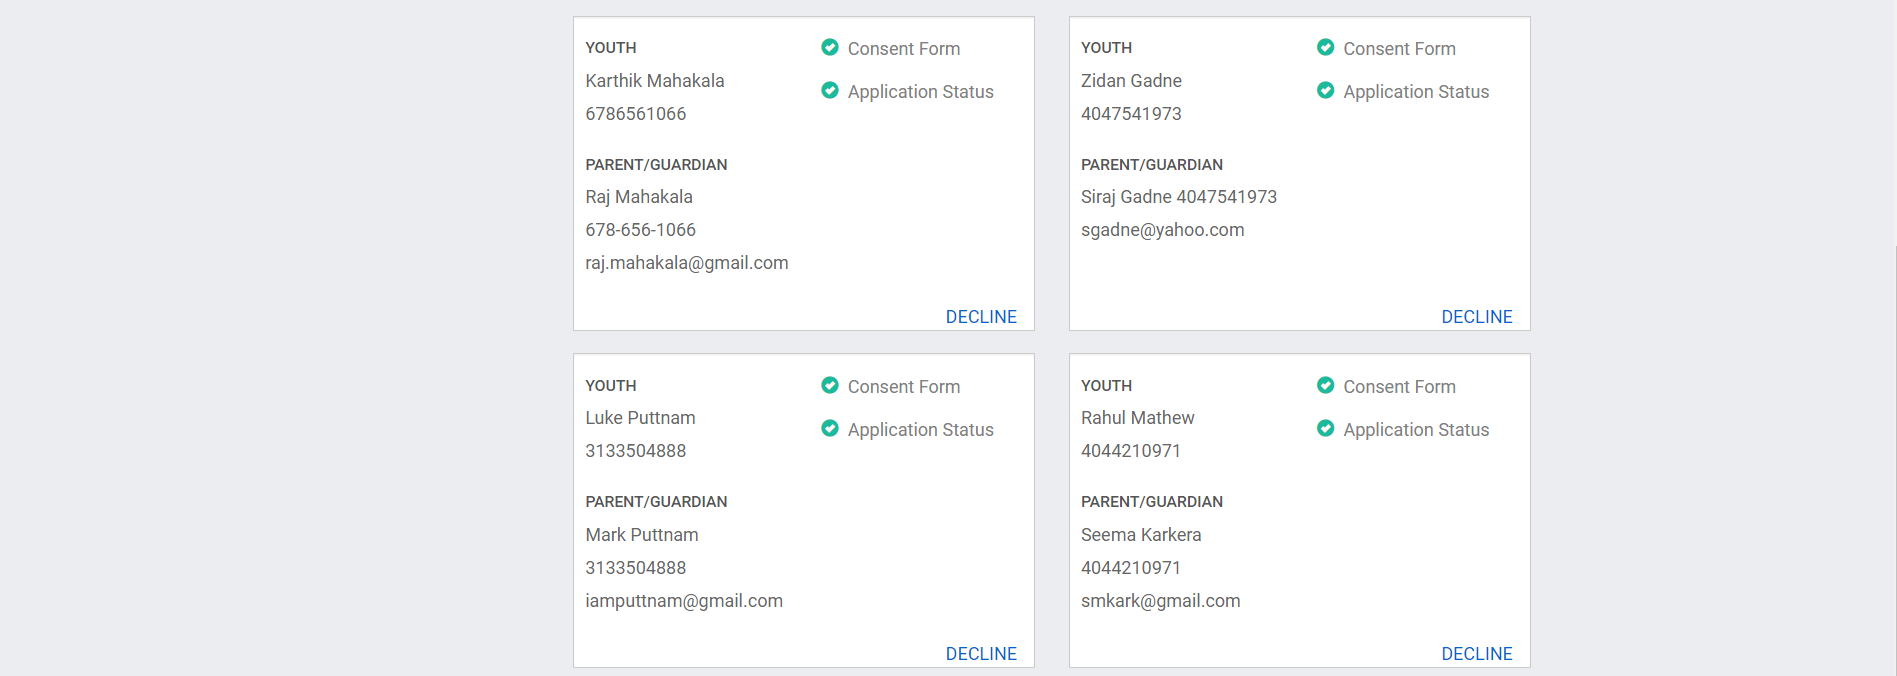 YOUTH
Karthik Mahakala
6786561066
Consent Form
Application Status
PARENT/GUARDIAN
Raj Mahakala
678-656-1066
raj.mahakala@gmail.com
DECLINE
YOUTH
Zidan Gadne
4047541973
Consent Form
Application Status
PARENT/GUARDIAN
Siraj Gadne 4047541973
sgadne@yahoo.com
DECLINE
YOUTH
Luke Puttnam
3133504888
Consent Form
Application Status
PARENT/GUARDIAN
Mark Puttnam
3133504888
iamputtnam@gmail.com
DECLINE
YOUTH
Rahul Mathew
4044210971
Consent Form
Application Status
PARENT/GUARDIAN
Seema Karkera
4044210971
smkark@gmail.com
DECLINE